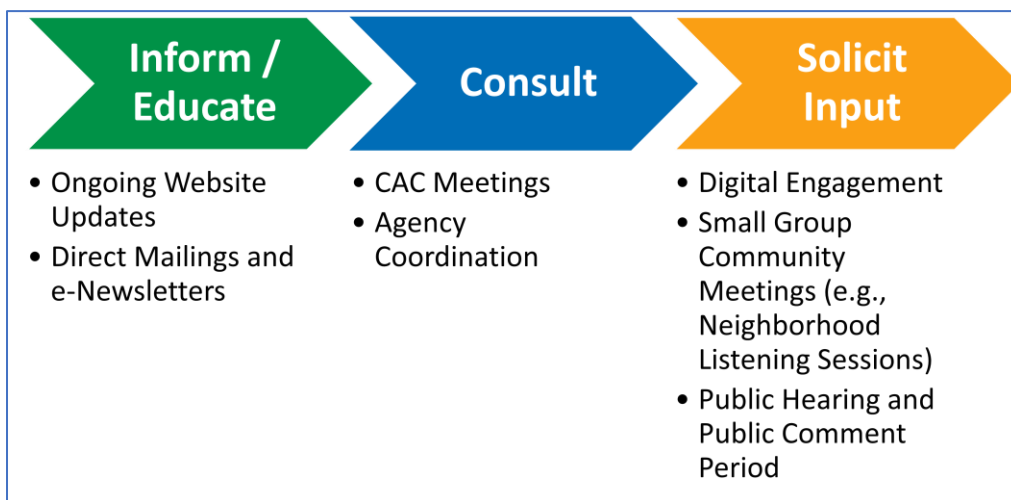 Inform /
Educate
• Ongoing Website
Updates
• Direct Mailings and
e-Newsletters
Consult
• CAC Meetings
• Agency
Coordination
Solicit
Input
• Digital Engagement
• Small Group
Community
Meetings (e.g.,
Neighborhood
Listening Sessions)
• Public Hearing and
Public Comment
Period